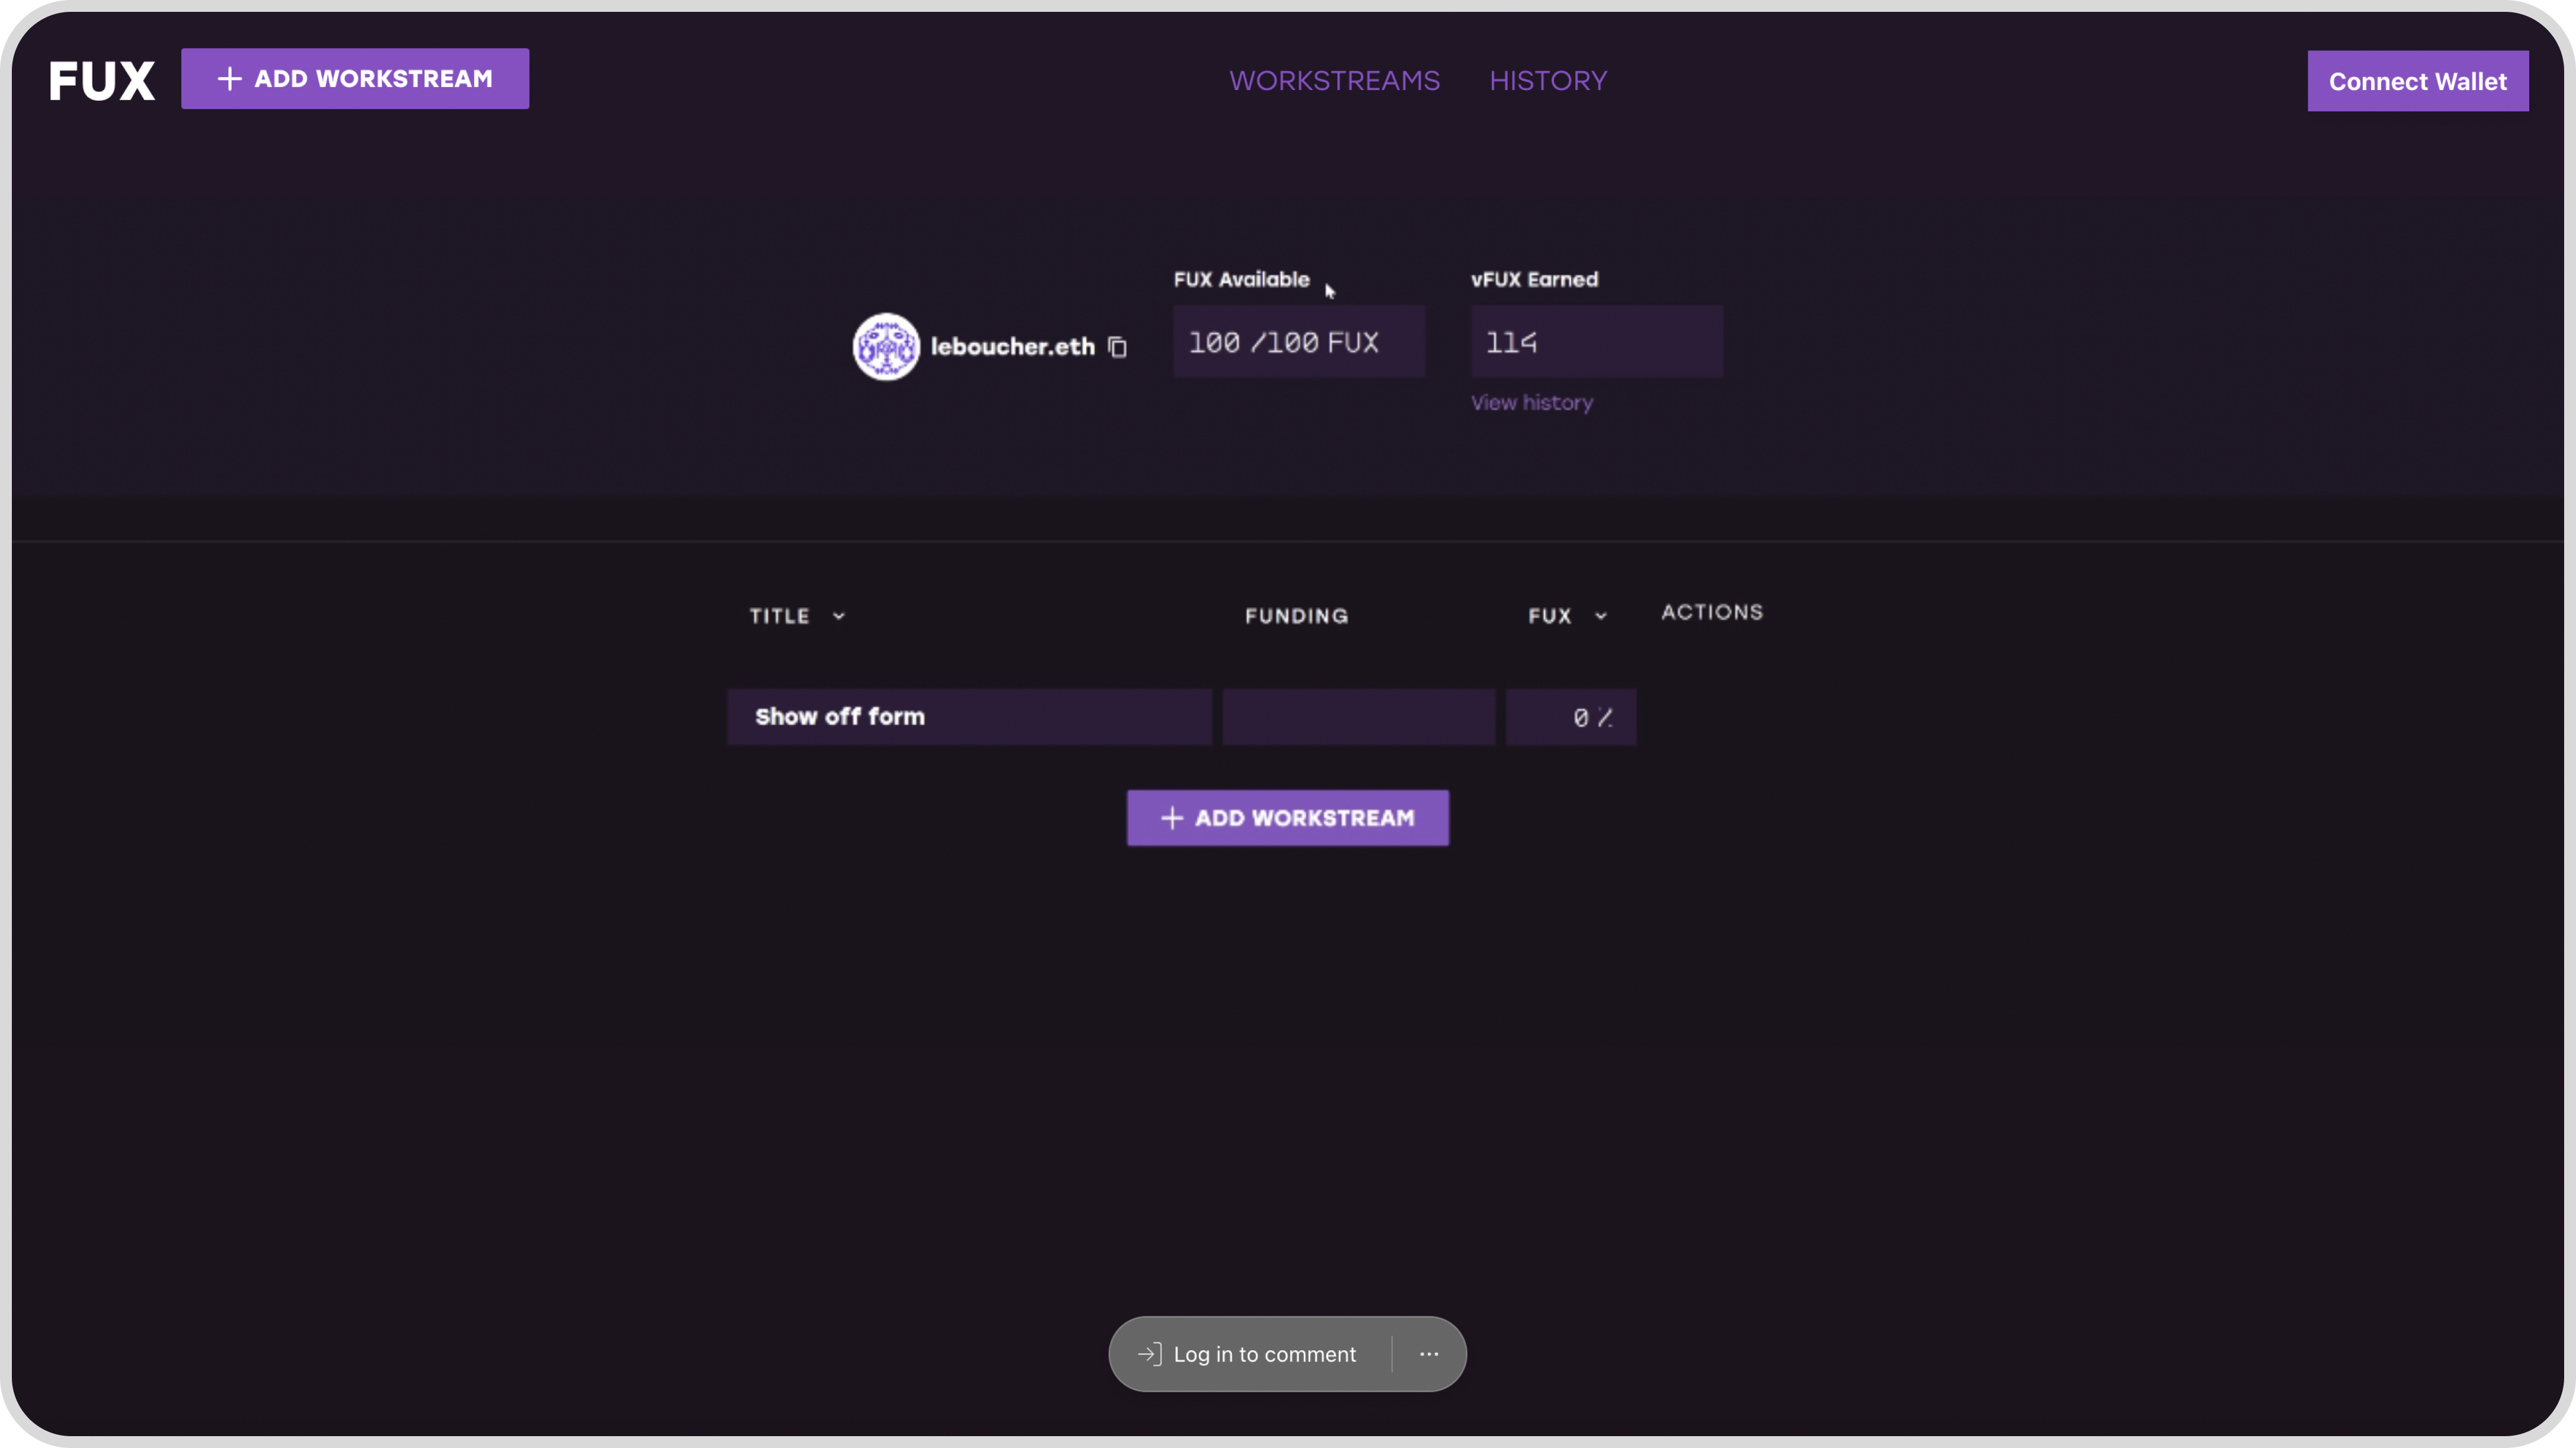 FUX
+ ADD WORKSTREAM
WORKSTREAMS
HISTORY
Connect Wallet
FUX Available
vFUX Earned
leboucher.eth
100 /100 FUX
114
View history
TITLE
FUNDING
FUX
ACTIONS
Show off form
0 %
+ ADD WORKSTREAM
Log in to comment
...